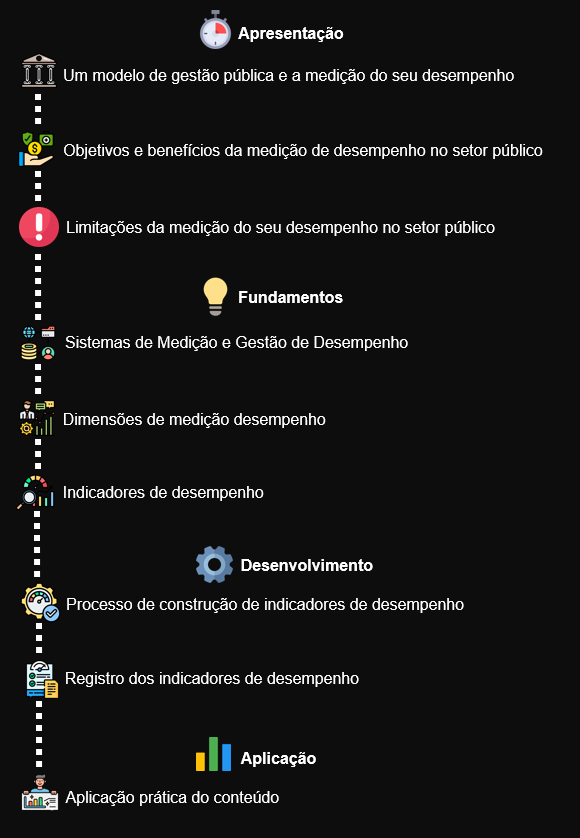 Apresentação
Um modelo de gestão pública e a medição do seu desempenho
Objetivos e benefícios da medição de desempenho no setor público
Limitações da medição do seu desempenho no setor público
Fundamentos
Sistemas de Medição e Gestão de Desempenho
Dimensões de medição desempenho
Indicadores de desempenho
Desenvolvimento
Processo de construção de indicadores de desempenho
Registro dos indicadores de desempenho
Aplicação
Aplicação prática do conteúdo